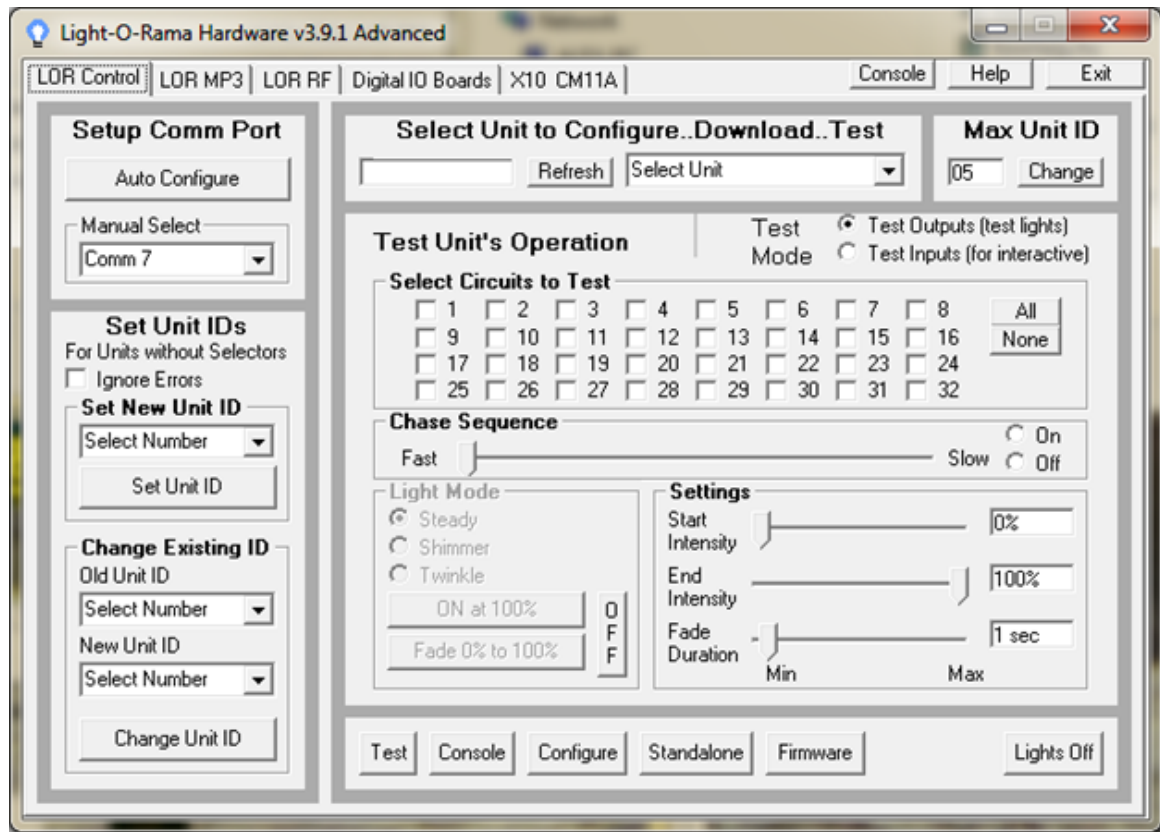 Light-O-Rama Hardware v3.9.1 Advanced
LOR Control LOR MP3 LOR RF Digital IO Boards X10 CM11A Console Help Exit
Setup Comm Port
Auto Configure
Manual Select
Comm 7
Set Unit IDs
For Units without Selectors
Ignore Errors
Set New Unit ID
Select Number
Set Unit ID
Change Existing ID
Old Unit ID
Select Number
New Unit ID
Select Number
Change Unit ID
Select Unit to Configure..Download..Test
Refresh Select Unit
Max Unit ID
05 Change
Test Unit's Operation
Test Mode
Test Outputs (test lights)
Test Inputs (for interactive)
Select Circuits to Test
1 2 3 4 5 6 7 8 All
9 10 11 12 13 14 15 16 None
17 18 19 20 21 22 23 24
25 26 27 28 29 30 31 32
Chase Sequence
Fast Slow
On
Off
Light Mode
Steady
Shimmer
Twinkle
ON at 100%
Fade 0% to 100%
OFF
Settings
Start Intensity 0%
End Intensity 100%
Fade Duration 1 sec
Min Max
Test Console Configure Standalone Firmware Lights Off